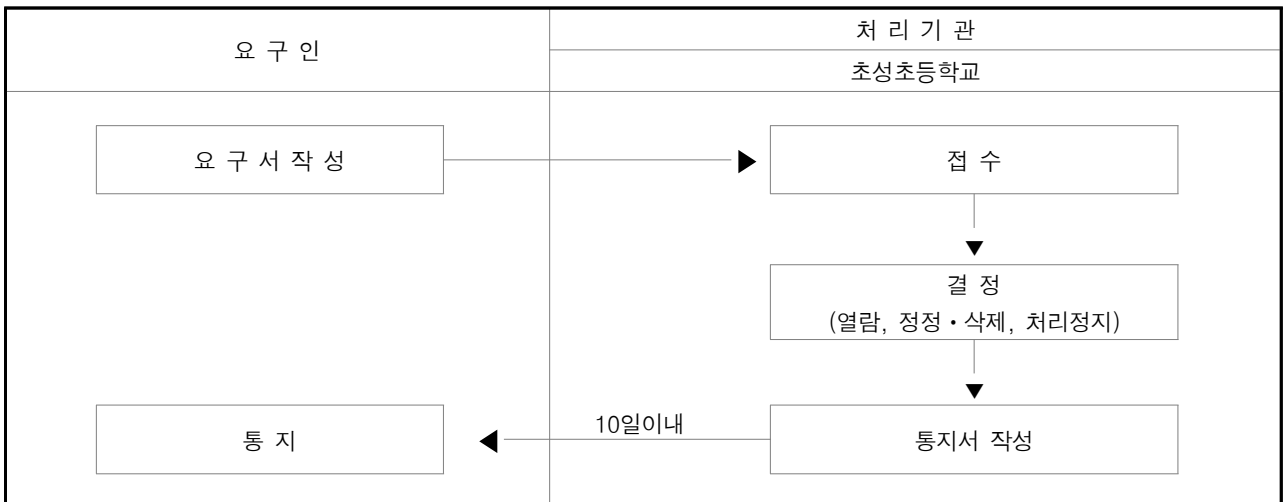 요 구 인
처 리 기 관
초성초등학교
요 구 서 작 성
접 수
결 정
(열람, 정정・삭제, 처리정지)
통 지
10일이내
통지서 작성